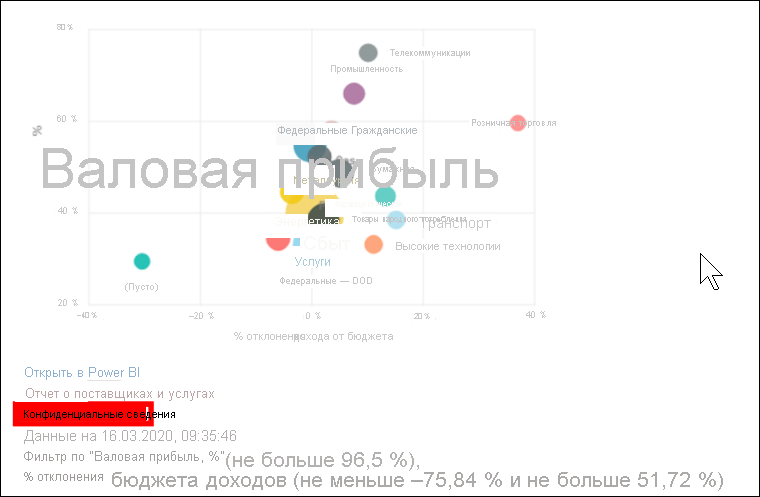 80 %
Телекоммуникации
Промышленность
60 %
%
Розничная торговля
Федеральные Гражданские
Валовая прибыль
40 %
Товары народного потребления
Транспорт
Сбыт
Высокие технологии
Услуги
Федеральные — DOD
(Пусто)
20 %
–40% –20 % 0 % 20% 40 %
% отклонения дохода от бюджета
Открыть в Power BI
Отчет о поставщиках и услугах
Конфиденциальные сведения
Данные на 16.03.2020, 09:35:46
Фильтр по "Валовая прибыль, %" (не больше 96,5 %),
% отклонения бюджета доходов (не меньше –75,84 % и не больше 51,72 %)